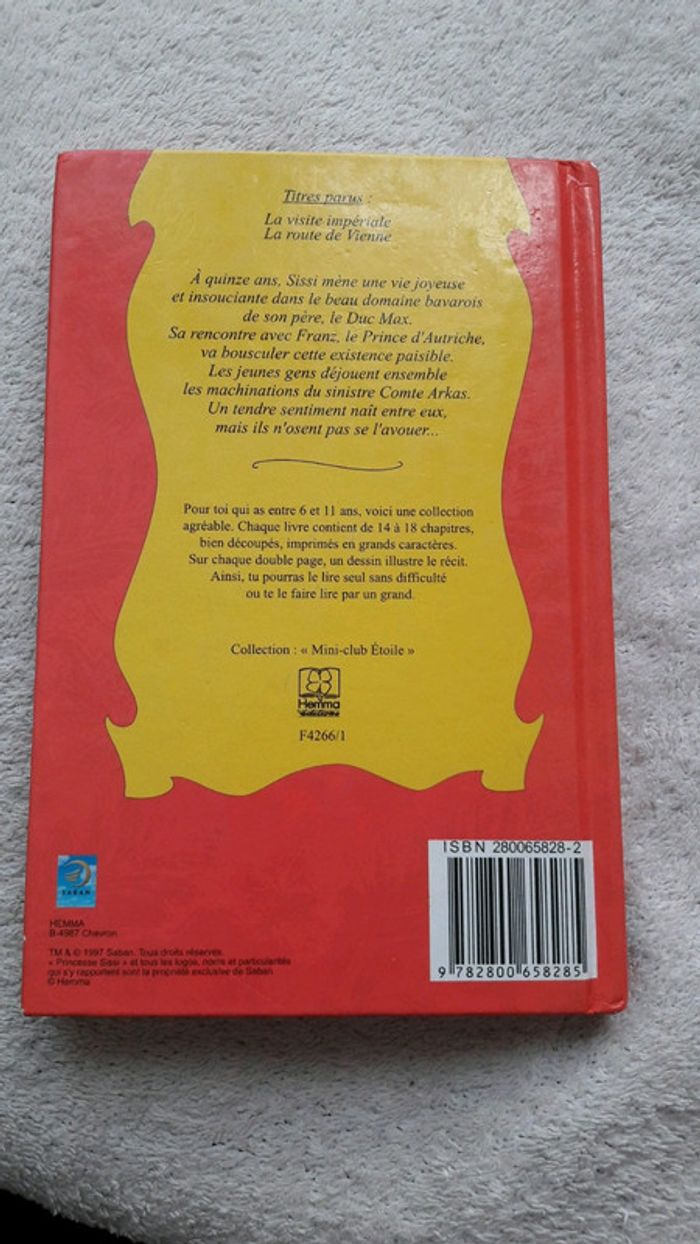 Titres parus :
La visite impériale
La route de Vienne
À quinze ans, Sissi mène une vie joyeuse
et insouciante dans le beau domaine bavarois
de son père, le Duc Max.
Sa rencontre avec Franz, le Prince d'Autriche,
va bousculer cette existence paisible.
Les jeunes gens déjouent ensemble
les machinations du sinistre Comte Arkas.
Un tendre sentiment naît entre eux,
mais ils n'osent pas se l'avouer...
Pour toi qui as entre 6 et 11 ans, voici une collection
agréable. Chaque livre contient de 14 à 18 chapitres,
bien découpés, imprimés en grands caractères.
Sur chaque double page, un dessin illustre le récit.
Ainsi, tu pourras le lire seul sans difficulté
ou te le faire lire par un grand.
Collection : « Mini-club Étoile »
Hemma
éditions
F4266/1
ISBN 280065828-2
9 782800 658285
SABAN
HEMMA
B-4987 Chevron
TM & © 1997 Saban. Tous droits réservés.
« Princesse Sissi » et tous les logos, noms et particularités
qui s'y rapportent sont la propriété exclusive de Saban
© Hemma